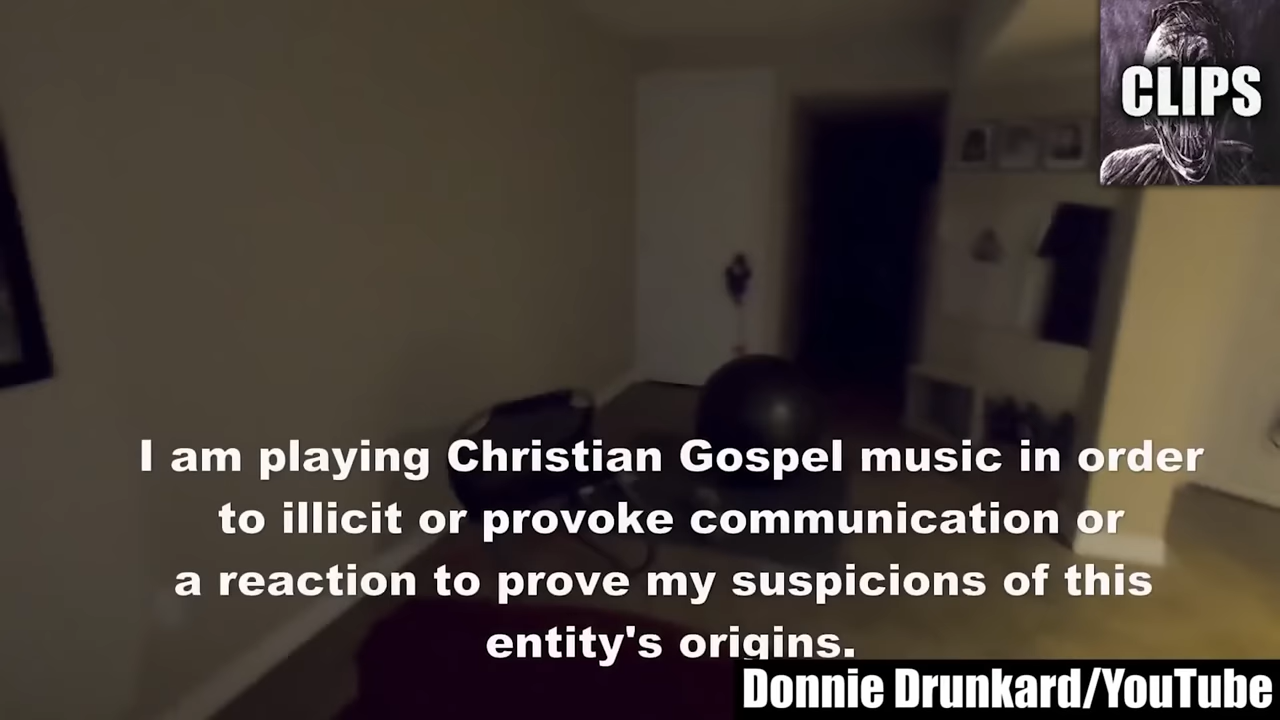 CLIPS
I am playing Christian Gospel music in order
to illicit or provoke communication or
a reaction to prove my suspicions of this
entity's origins.
Donnie Drunkard/YouTube